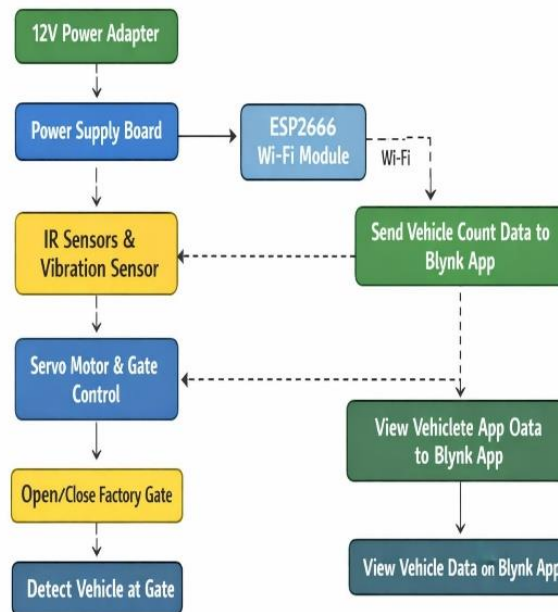 12V Power Adapter
Power Supply Board
ESP2666
Wi-Fi Module
Wi-Fi
IR Sensors &
Vibration Sensor
Send Vehicle Count Data to
Blynk App
Servo Motor & Gate
Control
View Vehiclete App Oata
to Blynk App
Open/Close Factory Gate
View Vehicle Data on Blynk App
Detect Vehicle at Gate